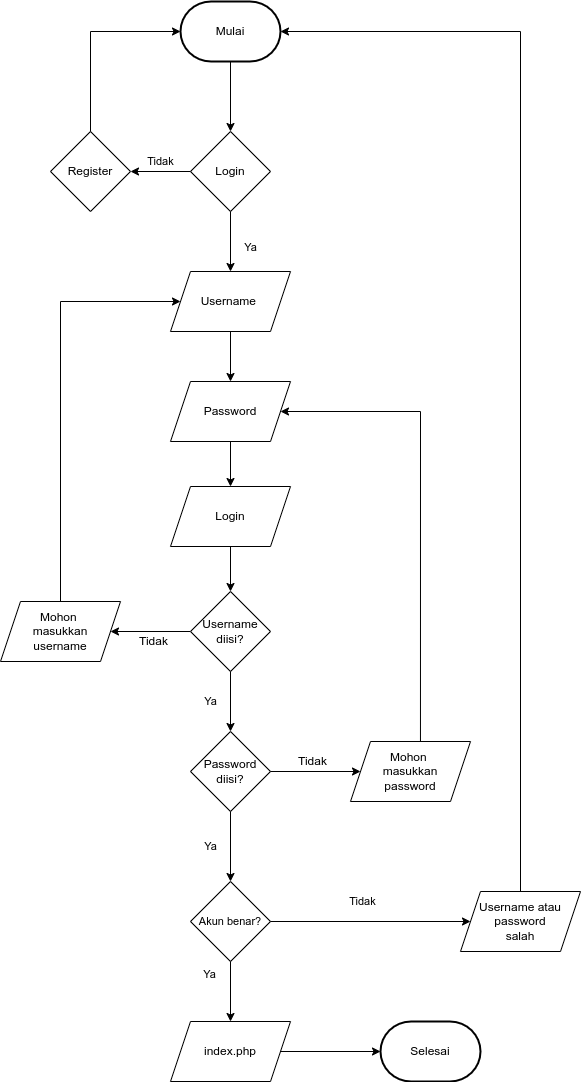 Mulai
Register
Tidak
Login
Ya
Username
Password
Login
Mohon
masukkan
username
Tidak
Username
diisi?
Ya
Password
diisi?
Tidak
Mohon
masukkan
password
Ya
Akun benar?
Tidak
Username atau
password
salah
Ya
index.php
Selesai